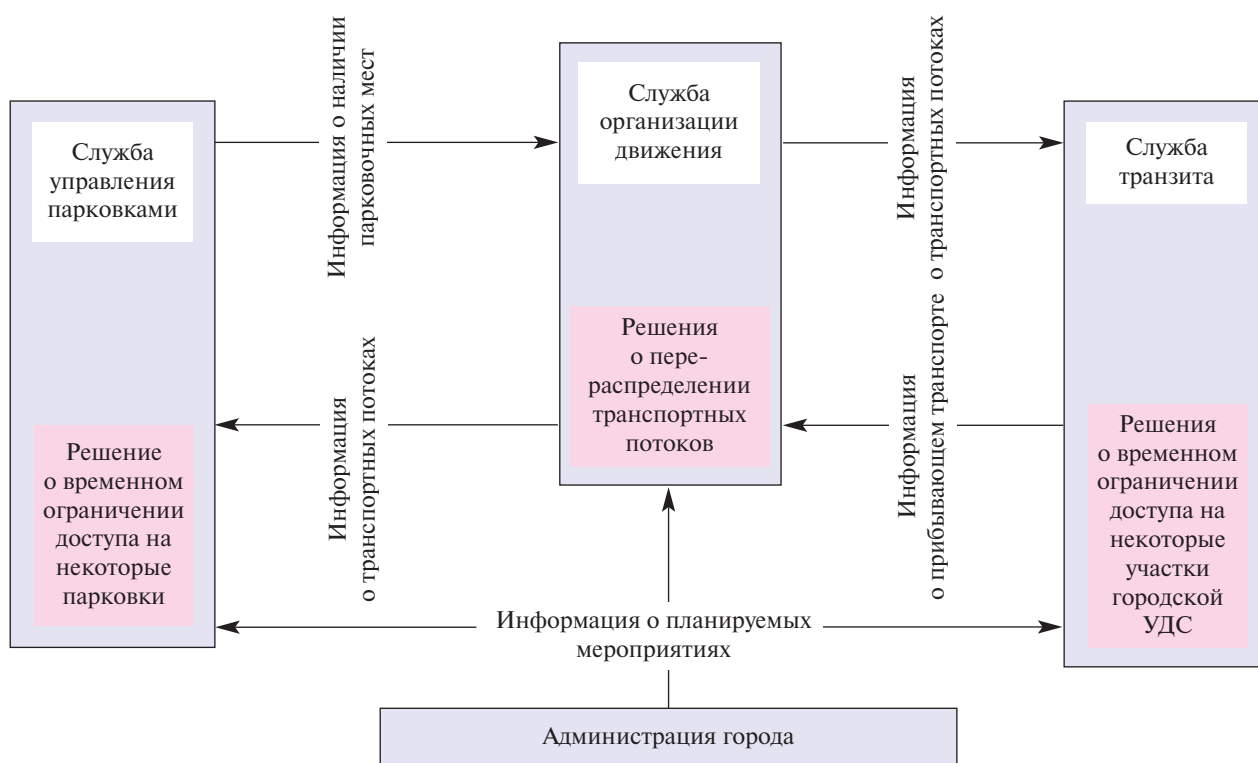 Служба
управления
парковками
Информация о наличии
парковочных мест
Служба
организации
движения
Информация
о транспортных потоках
Служба
транзита
Решение
о временном
ограничении
доступа на
некоторые
парковки
Информация
о транспортных потоках
Решения
о пере-
распределении
транспортных
потоков
Информация
о прибывающем транспорте
Решения
о временном
ограничении
доступа на
некоторые
участки
городской
УДС
Информация о планируемых
мероприятиях
Администрация города